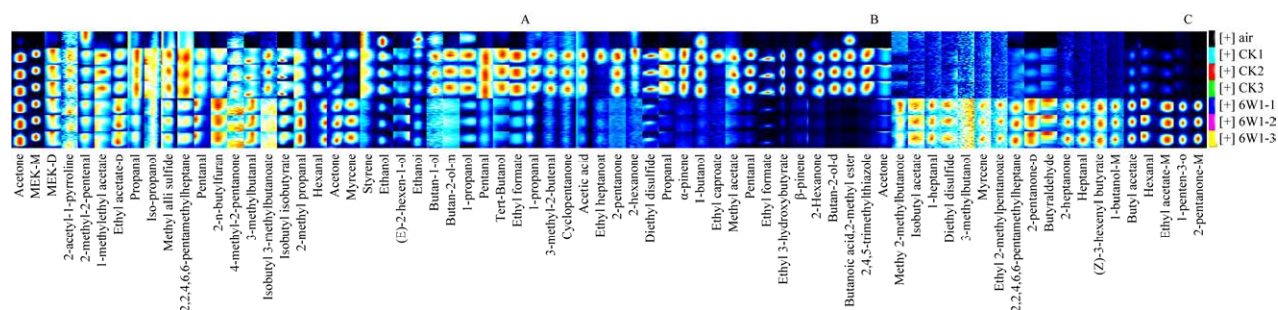 A
B
C
[+] air
[+] CK1
[+] CK2
[+] CK3
[+] 6W1-1
[+] 6W1-2
[+] 6W1-3
Acetone
MEK-M
MEK-D
2-acetyl-1-pyrroline
2-methyl-2-pentenal
1-methylethyl acetate
Ethyl acetate-D
Propanal
Iso-propanol
Methyl alli sulfide
2,2,4,6,6-pentamethylheptane
Pentanal
2-n-butylfuran
4-methyl-2-pentanone
3-methylbutanal
Isobutyl 3-methylbutanoate
Isobutyl isobutyrate
2-methyl propanal
Hexanal
Acetone
Myrcene
Styrene
Ethanol
(E)-2-hexen-1-ol
Ethanol
Butan-1-ol
Butan-2-ol-m
1-propanol
Pentanal
Tert-Butanol
Ethyl formate
1-propanol
3-methyl-2-butenal
Cyclopentanone
Acetic acid
Ethyl heptanoat
2-pentanone
2-hexanone
Diethyl disulfide
Propanal
α-pinene
1-butanol
Ethyl caproate
Methyl acetate
Pentanal
Ethyl formate
Ethyl 3-hydroxybutyrate
β-pinene
2-Hexanone
Butan-2-ol-d
Butanoic acid,2-methyl ester
2,4,5-trimethylthiazole
Acetone
Methy 2-methylbutanoate
Isobutyl acetate
1-heptanal
Diethyl disulfide
3-methylbutanol
Myrcene
Ethyl 2-methylpentanoate
2,2,4,6,6-pentamethylheptane
2-pentanone-D
Butyraldehyde
2-heptanone
Heptanal
(Z)-3-hexenyl butyrate
1-butanol-M
Butyl acetate
Hexanal
Ethyl acetate-M
1-penten-3-o
2-pentanone-M